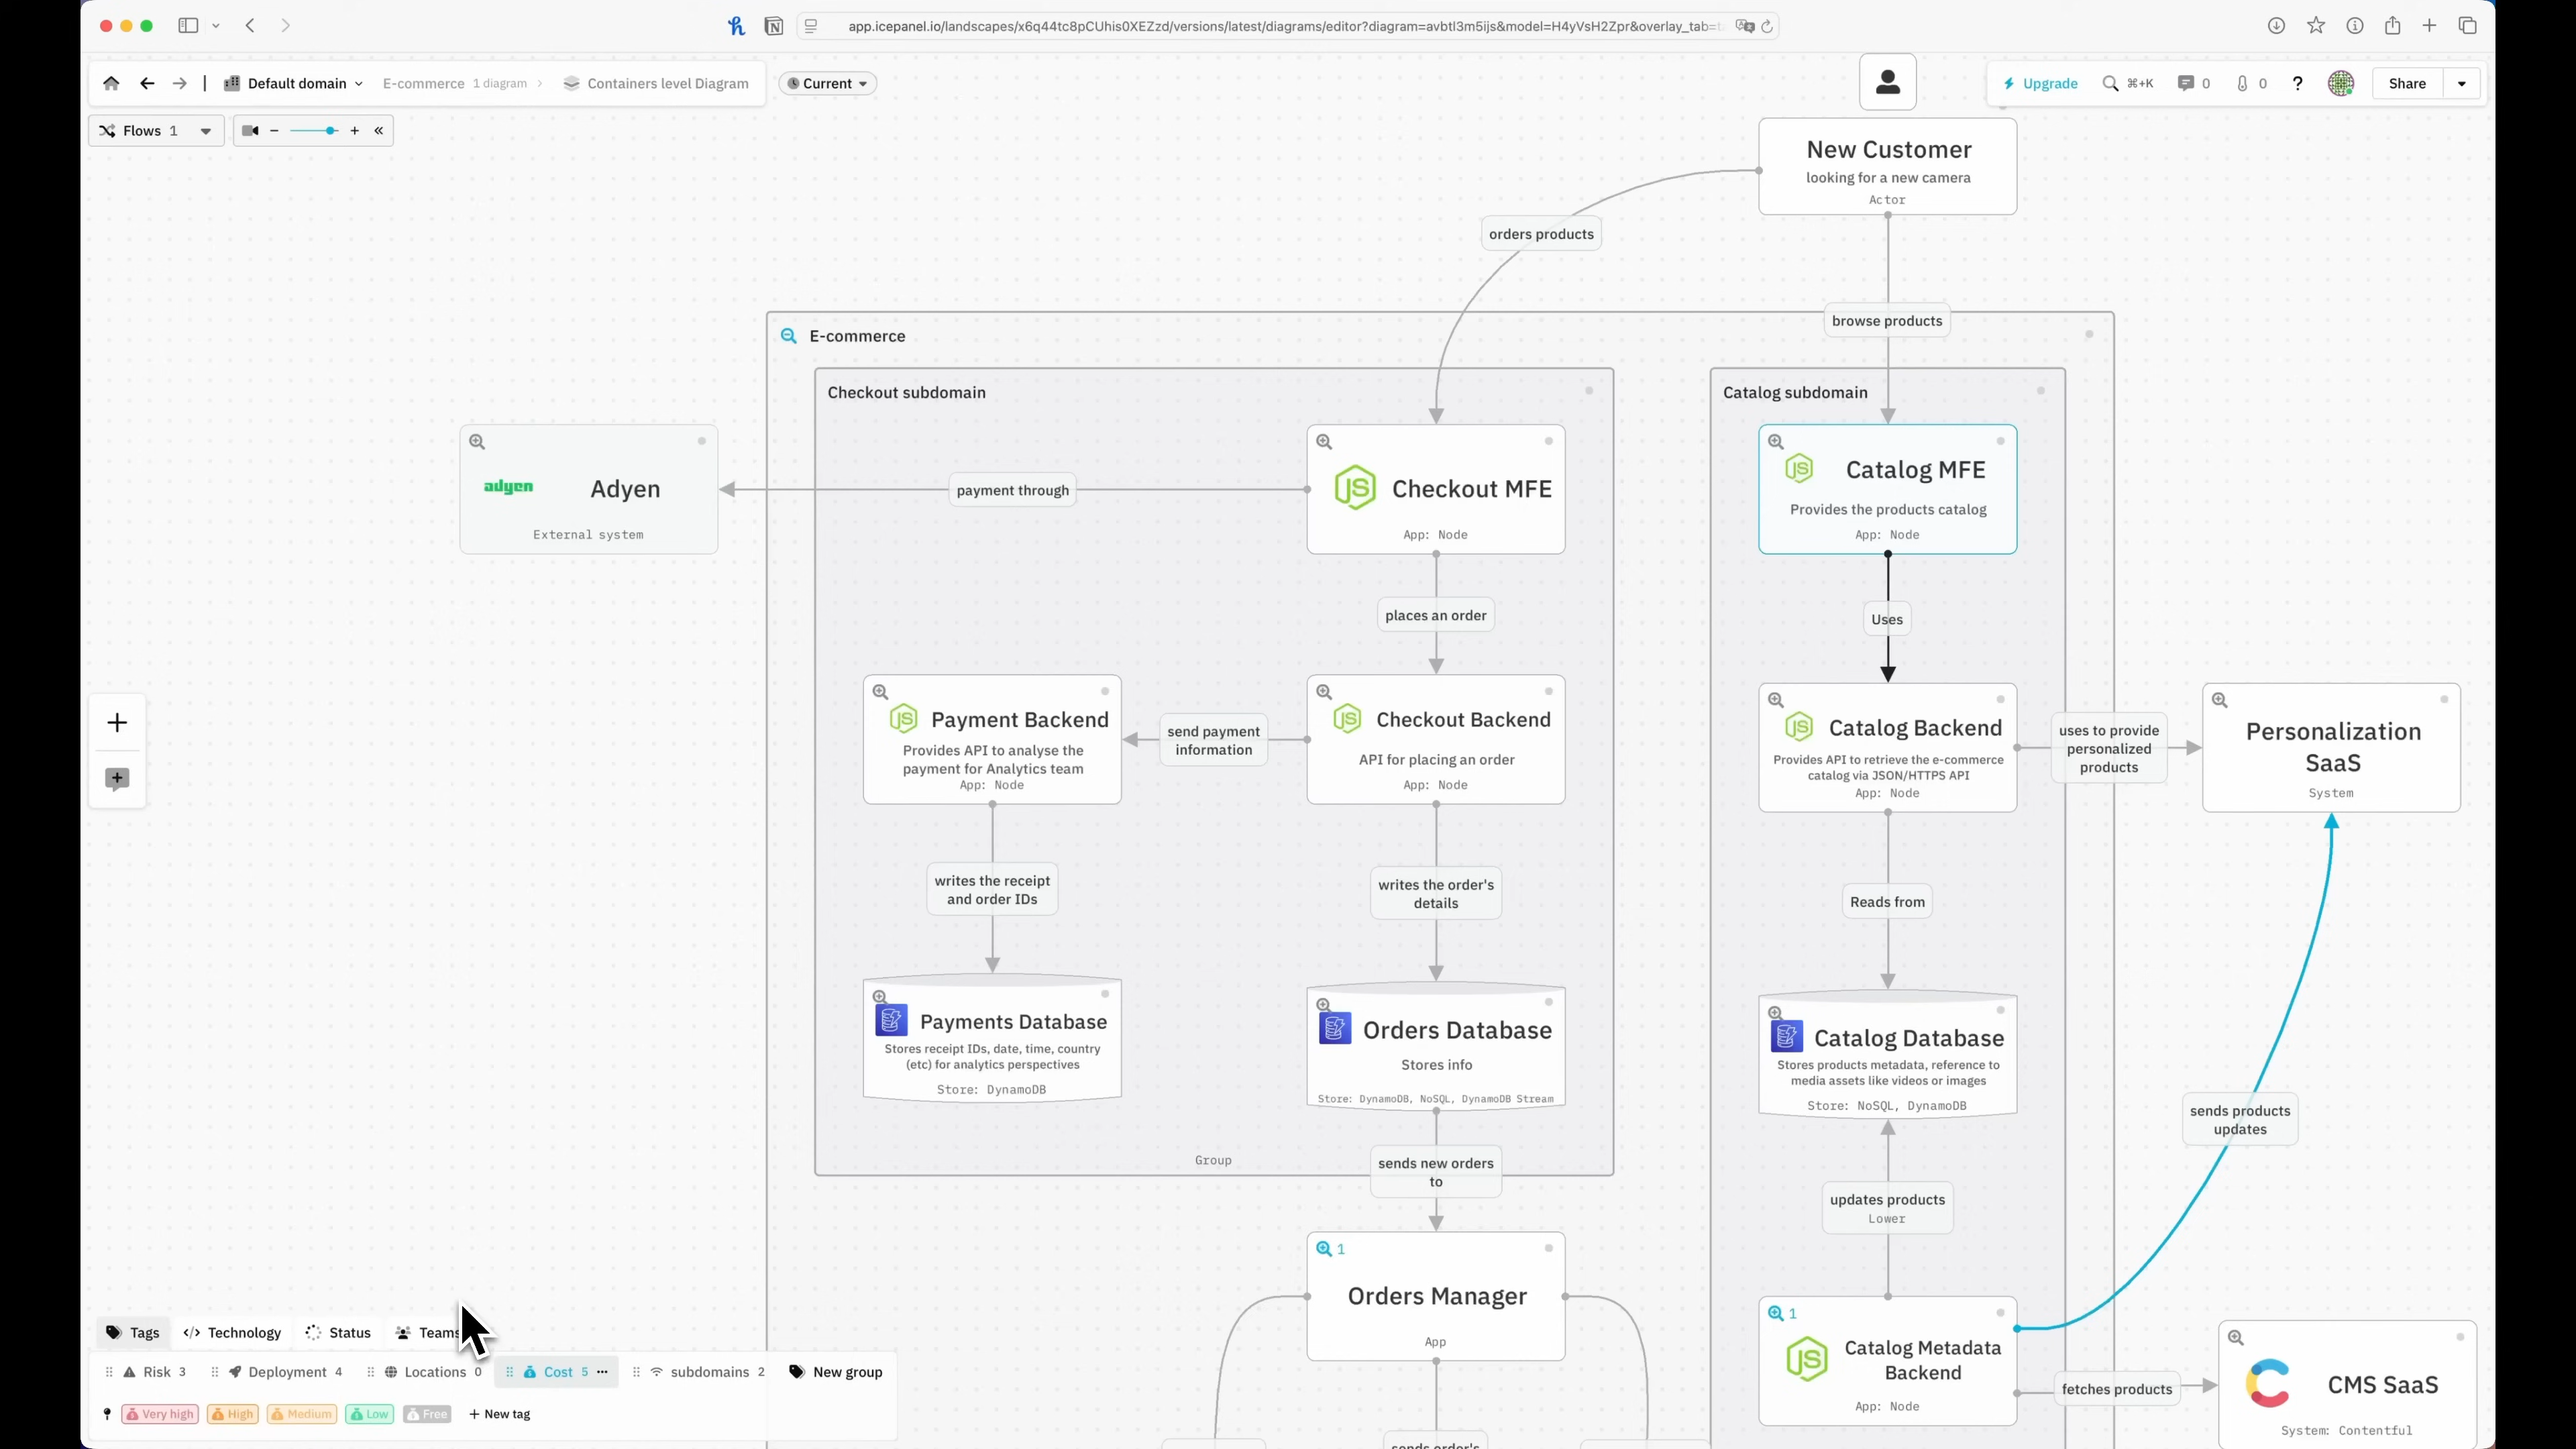 app.icepanel.io/landscapes/x6q44tc8pCUhis0XEZzd/versions/latest/diagrams/editor?diagram=avbtl3m5ijs&model=H4yVsH2Zpr&overlay_tab=t
Default domain
E-commerce 1 diagram
Containers level Diagram
Current
Upgrade
⌘+K
0
0
?
Share
Flows 1
New Customer
looking for a new camera
Actor
orders products
browse products
E-commerce
Checkout subdomain
Catalog subdomain
adyen
Adyen
External system
payment through
JS
Checkout MFE
App: Node
JS
Catalog MFE
Provides the products catalog
App: Node
places an order
Uses
JS
Payment Backend
Provides API to analyse the
payment for Analytics team
App: Node
send payment
information
JS
Checkout Backend
API for placing an order
App: Node
JS
Catalog Backend
Provides API to retrieve the e-commerce
catalog via JSON/HTTPS API
App: Node
uses to provide
personalized
products
Personalization
SaaS
System
writes the receipt
and order IDs
writes the order's
details
Reads from
Payments Database
Stores receipt IDs, date, time, country
(etc) for analytics perspectives
Store: DynamoDB
Orders Database
Stores info
Store: DynamoDB, NoSQL, DynamoDB Stream
Catalog Database
Stores products metadata, reference to
media assets like videos or images
Store: NoSQL, DynamoDB
sends products
updates
Group
sends new orders
to
updates products
Lower
1
Orders Manager
App
1
JS
Catalog Metadata
Backend
App: Node
fetches products
CMS SaaS
System: Contentful
sends order's
Tags
Technology
Status
Teams
Risk 3
Deployment 4
Locations 0
Cost 5
subdomains 2
New group
Very high
High
Medium
Low
Free
New tag